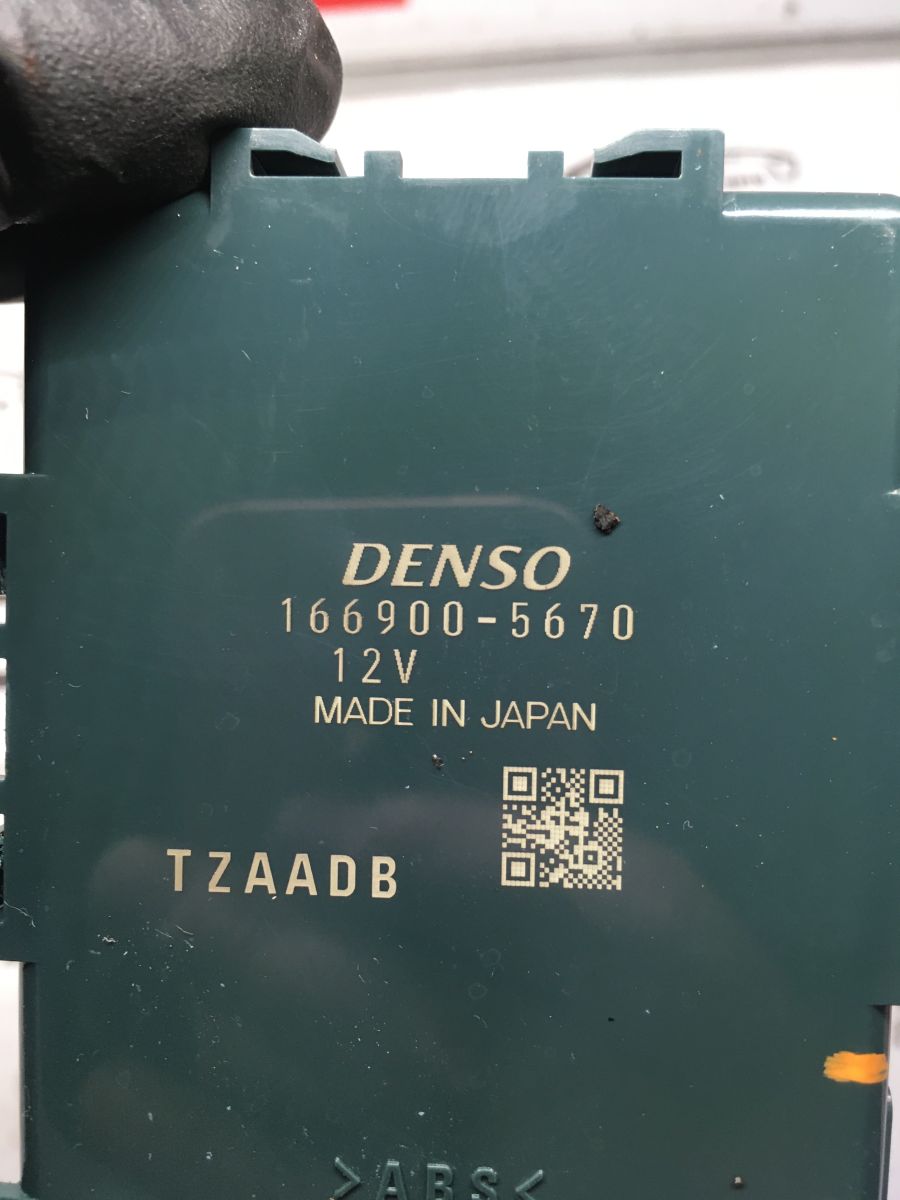 DENSO
166900-5670
12V
MADE IN JAPAN
TZAADB
>ABS<